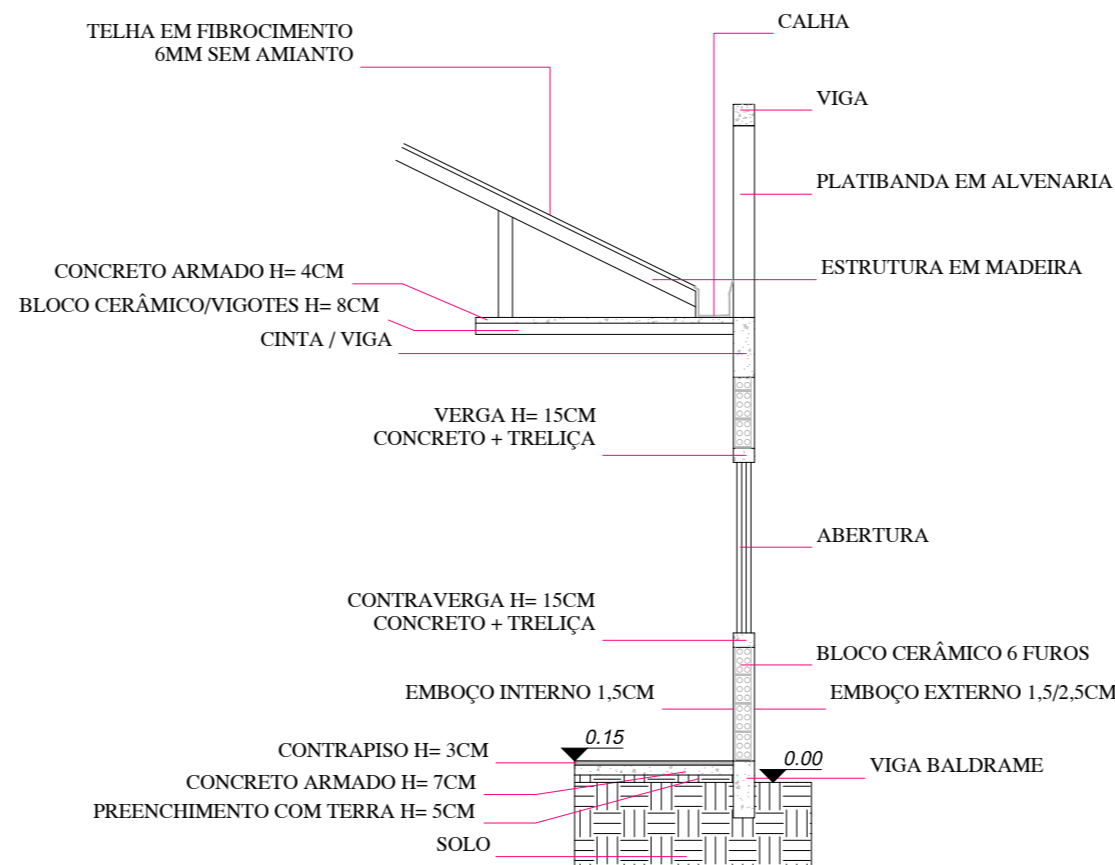 CALHA
TELHA EM FIBROCIMENTO
6MM SEM AMIANTO
VIGA
PLATIBANDA EM ALVENARIA
ESTRUTURA EM MADEIRA
CONCRETO ARMADO H= 4CM
BLOCO CERÂMICO/VIGOTES H= 8CM
CINTA / VIGA
VERGA H= 15CM
CONCRETO + TRELIÇA
ABERTURA
CONTRAVERGA H= 15CM
CONCRETO + TRELIÇA
BLOCO CERÂMICO 6 FUROS
EMBOÇO INTERNO 1,5CM
EMBOÇO EXTERNO 1,5/2,5CM
0.15
CONTRAPISO H= 3CM
0.00
VIGA BALDRAME
CONCRETO ARMADO H= 7CM
PREENCHIMENTO COM TERRA H= 5CM
SOLO